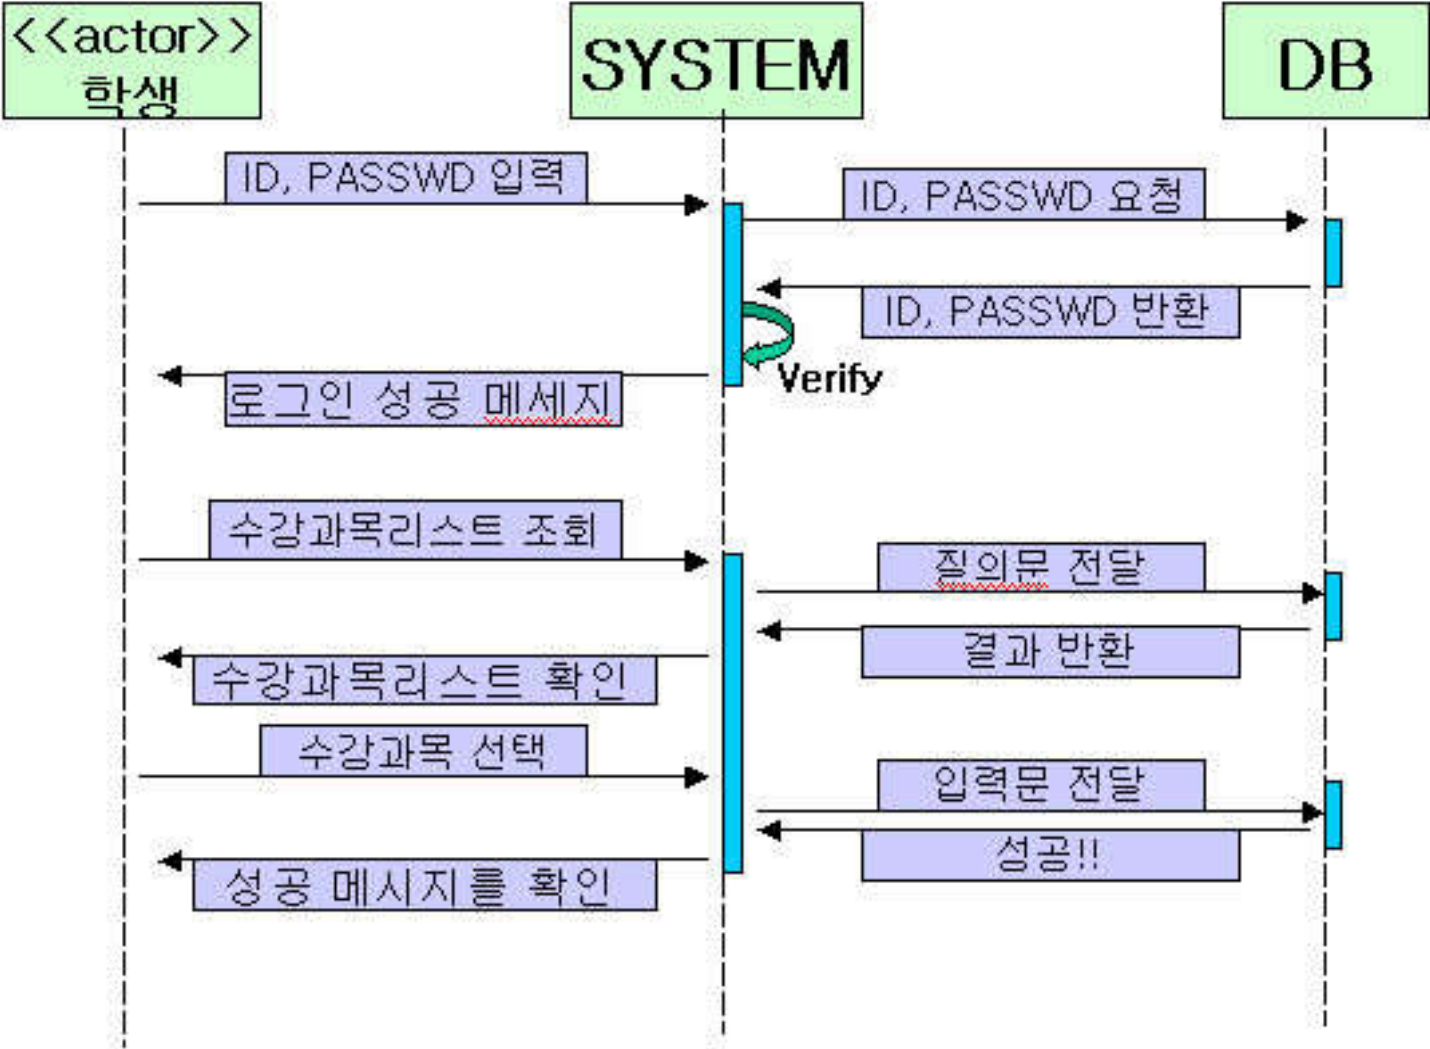 <<actor>>
학생
SYSTEM
DB
ID, PASSWD 입력
ID, PASSWD 요청
ID, PASSWD 반환
Verify
로그인 성공 메세지
수강과목리스트 조회
질의문 전달
결과 반환
수강과목리스트 확인
수강과목 선택
입력문 전달
성공!!
성공 메시지를 확인